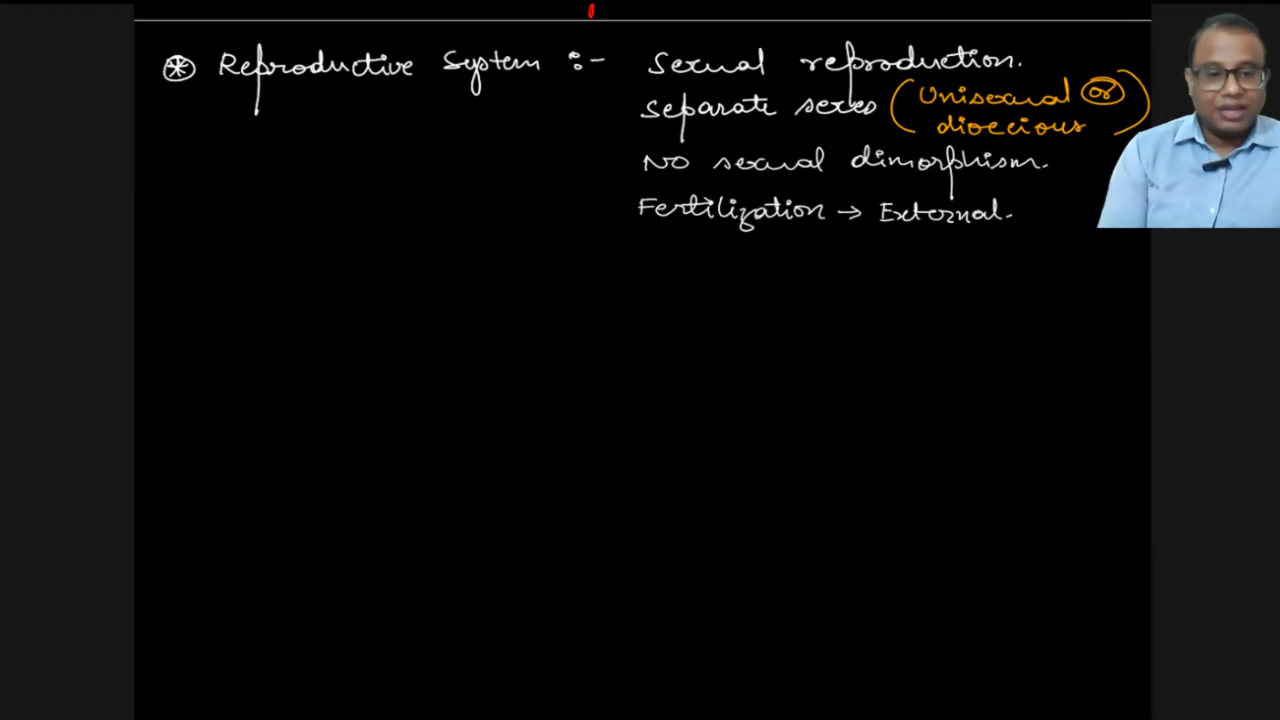 ⊛ Reproductive System :- Sexual reproduction.
Separate sexes (Unisexual or
dioecious)
No sexual dimorphism.
Fertilization → External.